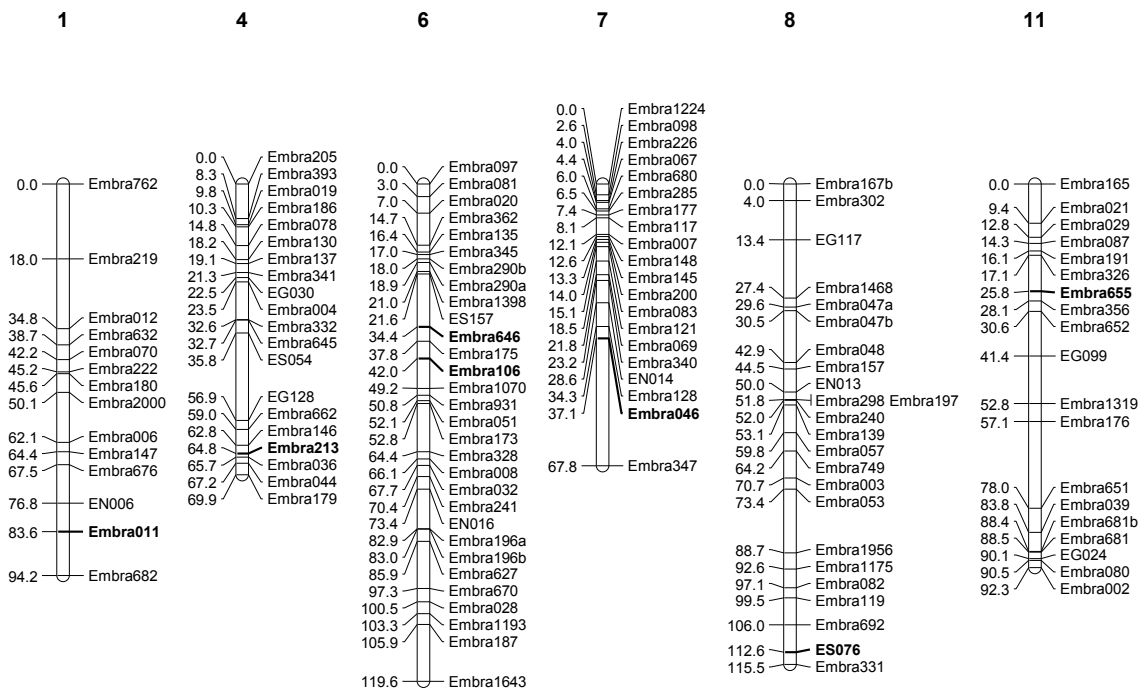 1
0.0 Embra762
18.0 Embra219
34.8 Embra012
38.7 Embra632
42.2 Embra070
45.2 Embra222
45.6 Embra180
50.1 Embra2000
62.1 Embra006
64.4 Embra147
67.5 Embra676
76.8 EN006
83.6 Embra011
94.2 Embra682
4
0.0 Embra205
8.3 Embra393
9.8 Embra019
10.3 Embra186
14.8 Embra078
18.2 Embra130
19.1 Embra137
21.3 Embra341
22.5 EG030
23.5 Embra004
32.6 Embra332
32.7 Embra645
35.8 ES054
56.9 EG128
59.0 Embra662
62.8 Embra146
64.8 Embra213
65.7 Embra036
67.2 Embra044
69.9 Embra179
6
0.0 Embra097
3.0 Embra081
7.0 Embra020
14.7 Embra362
16.4 Embra135
17.0 Embra345
18.0 Embra290b
18.9 Embra290a
21.0 Embra1398
21.6 ES157
34.4 Embra646
37.8 Embra175
42.0 Embra106
49.2 Embra1070
50.8 Embra931
52.1 Embra051
52.8 Embra173
64.4 Embra328
66.1 Embra008
67.7 Embra032
70.4 Embra241
73.4 EN016
82.9 Embra196a
83.0 Embra196b
85.9 Embra627
97.3 Embra670
100.5 Embra028
103.3 Embra1193
105.9 Embra187
119.6 Embra1643
7
0.0 Embra1224
2.6 Embra098
4.0 Embra226
4.4 Embra067
6.0 Embra680
6.5 Embra285
7.4 Embra177
8.1 Embra117
12.1 Embra007
12.6 Embra148
13.3 Embra145
14.0 Embra200
15.1 Embra083
18.5 Embra121
21.8 Embra069
23.2 Embra340
28.6 EN014
34.3 Embra128
37.1 Embra046
67.8 Embra347
8
0.0 Embra167b
4.0 Embra302
13.4 EG117
27.4 Embra1468
29.6 Embra047a
30.5 Embra047b
42.9 Embra048
44.5 Embra157
50.0 EN013
51.8 Embra298 Embra197
52.0 Embra240
53.1 Embra139
59.8 Embra057
64.2 Embra749
70.7 Embra003
73.4 Embra053
88.7 Embra1956
92.6 Embra1175
97.1 Embra082
99.5 Embra119
106.0 Embra692
112.6 ES076
115.5 Embra331
11
0.0 Embra165
9.4 Embra021
12.8 Embra029
14.3 Embra087
16.1 Embra191
17.1 Embra326
25.8 Embra655
28.1 Embra356
30.6 Embra652
41.4 EG099
52.8 Embra1319
57.1 Embra176
78.0 Embra651
83.8 Embra039
88.4 Embra681b
88.5 Embra681
90.1 EG024
90.5 Embra080
92.3 Embra002